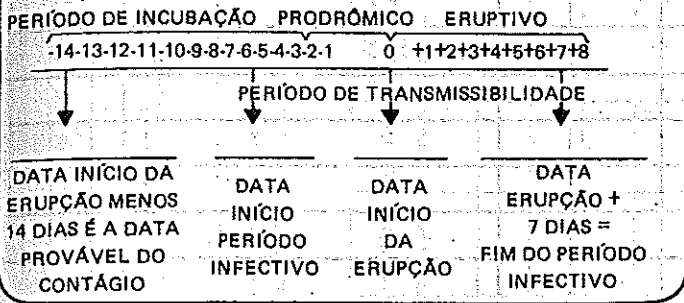 PERÍODO DE INCUBAÇÃO PRODRÔMICO ERUPTIVO
-14-13-12-11-10-9-8-7-6-5-4-3-2-1 0 +1+2+3+4+5+6+7+8
PERÍODO DE TRANSMISSIBILIDADE
DATA INÍCIO DA
ERUPÇÃO MENOS
14 DIAS É A DATA
PROVÁVEL DO
CONTÁGIO
DATA
INÍCIO
PERÍODO
INFECTIVO
DATA
INÍCIO
DA
ERUPÇÃO
DATA
ERUPÇÃO +
7 DIAS =
FIM DO PERÍODO
INFECTIVO